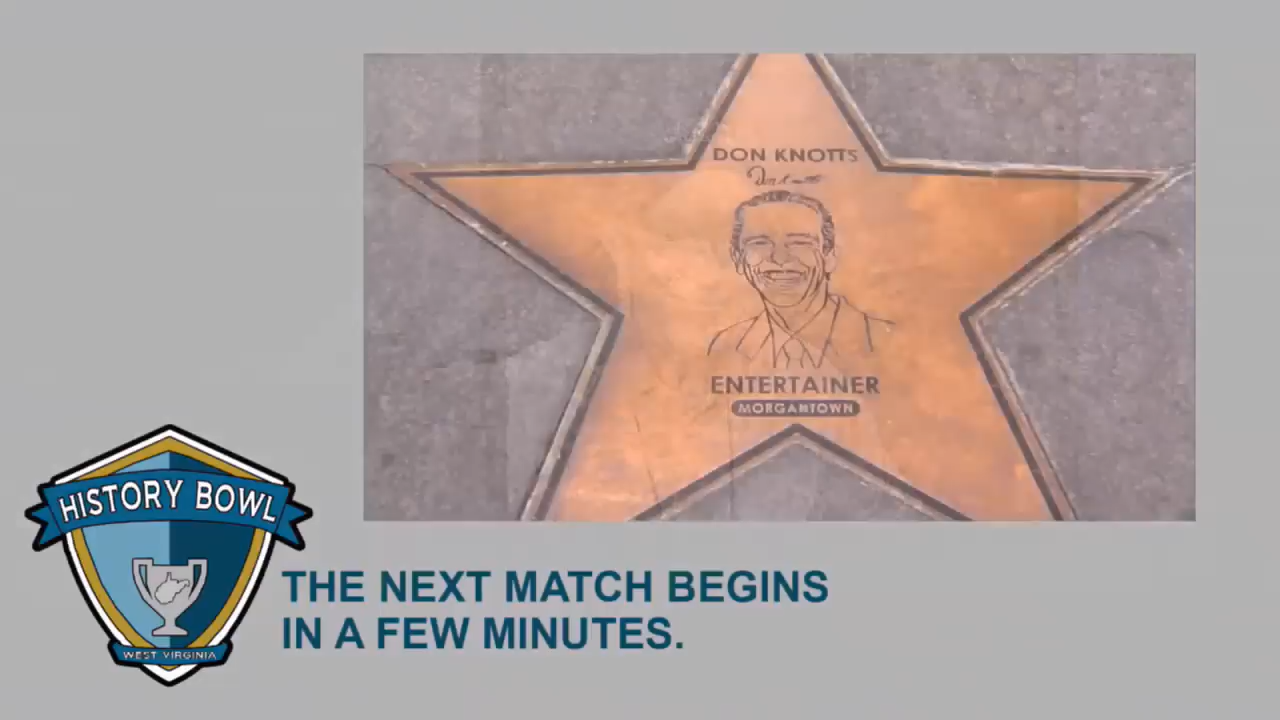 DON KNOTTS
ENTERTAINER
MORGANTOWN
HISTORY BOWL
WEST VIRGINIA
THE NEXT MATCH BEGINS
IN A FEW MINUTES.